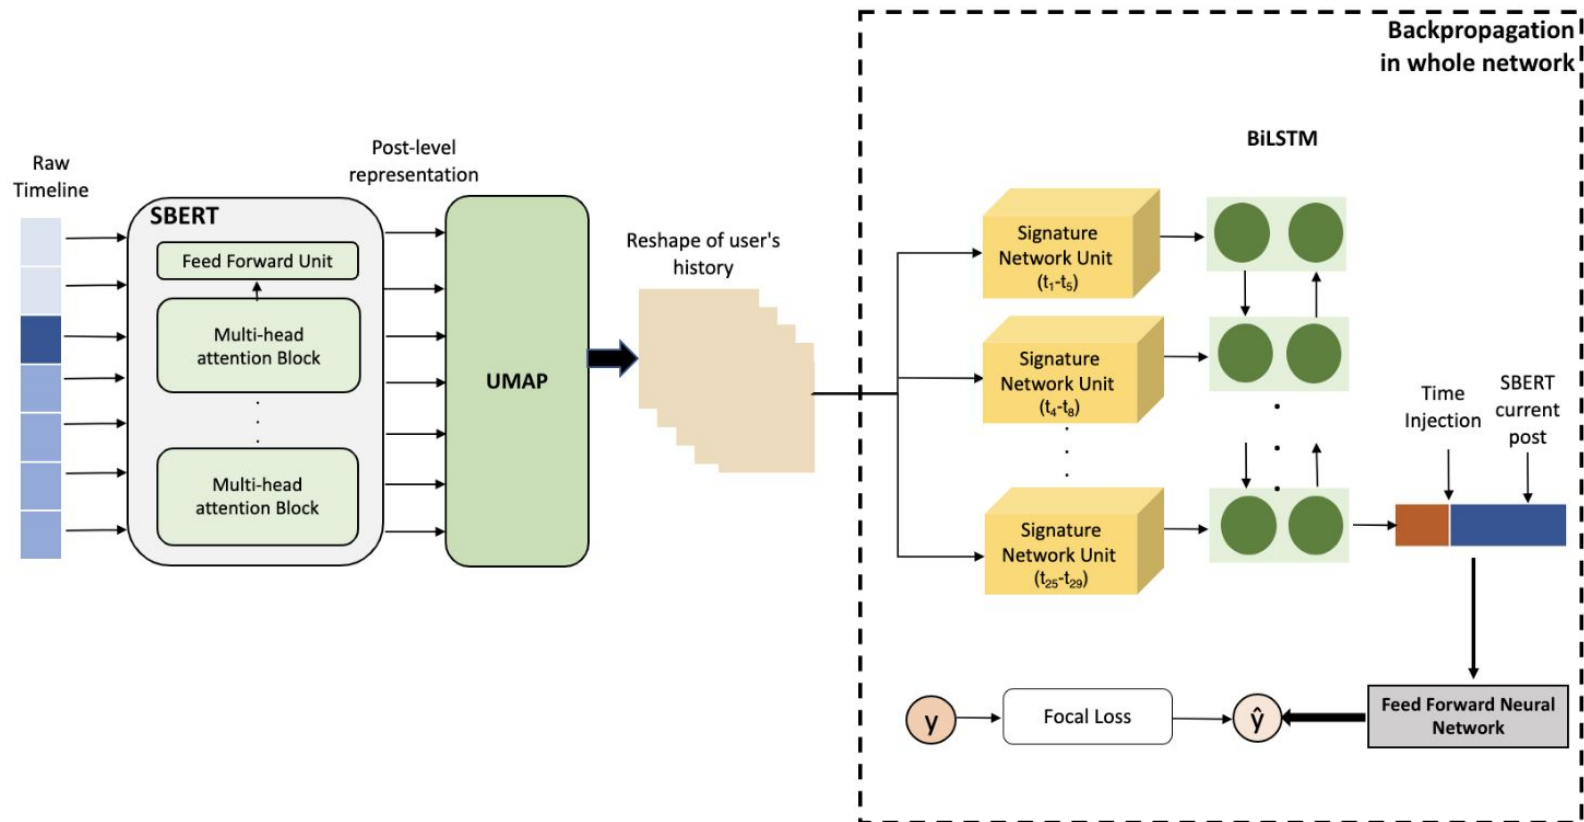 Backpropagation
in whole network
Raw
Timeline
SBERT
Feed Forward Unit
Multi-head
attention Block
Multi-head
attention Block
Post-level
representation
UMAP
Reshape of user's
history
BiLSTM
Signature
Network Unit
(t₁-t₅)
Signature
Network Unit
(t₄-t₈)
Signature
Network Unit
(t₂₅-t₂₉)
Time
Injection
SBERT
current
post
Feed Forward Neural
Network
y
Focal Loss
ŷ